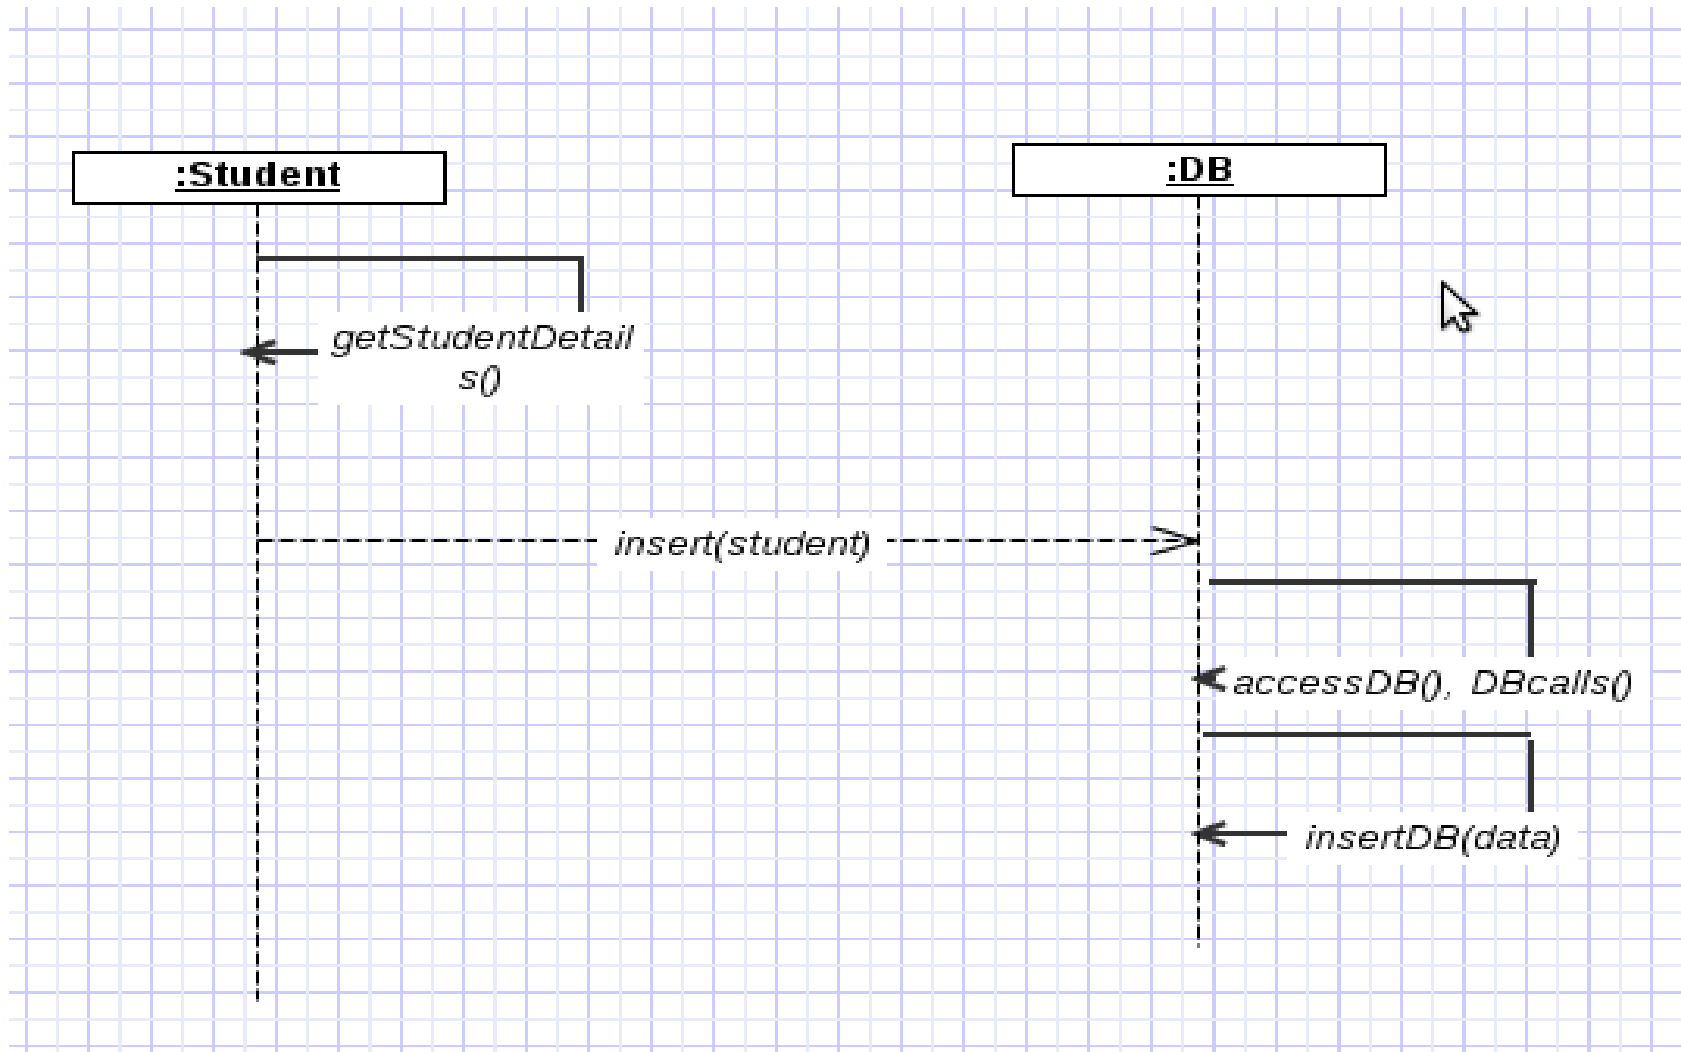 :Student
:DB
getStudentDetail
s()
insert(student)
accessDB(), DBcalls()
insertDB(data)